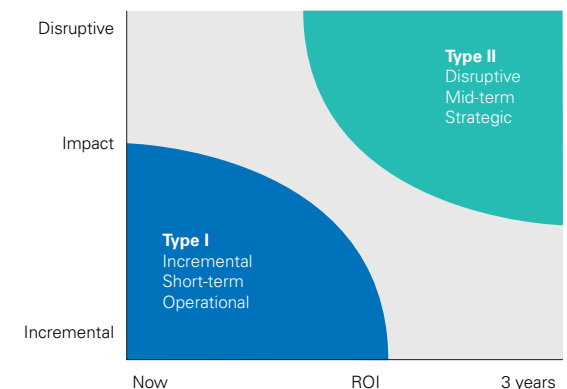 Disruptive
Type II
Disruptive
Mid-term
Strategic
Impact
Type I
Incremental
Short-term
Operational
Incremental
Now ROI 3 years